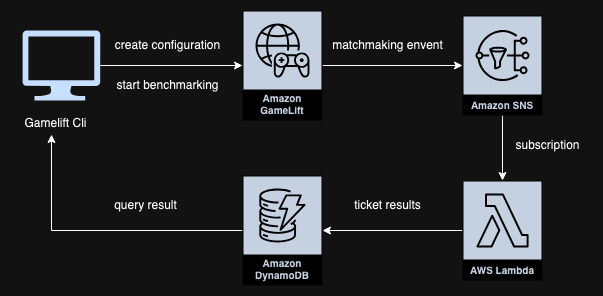 create configuration
matchmaking envent
start benchmarking
Amazon
GameLift
Amazon SNS
Gamelift Cli
subscription
query result
ticket results
Amazon
DynamoDB
AWS Lambda